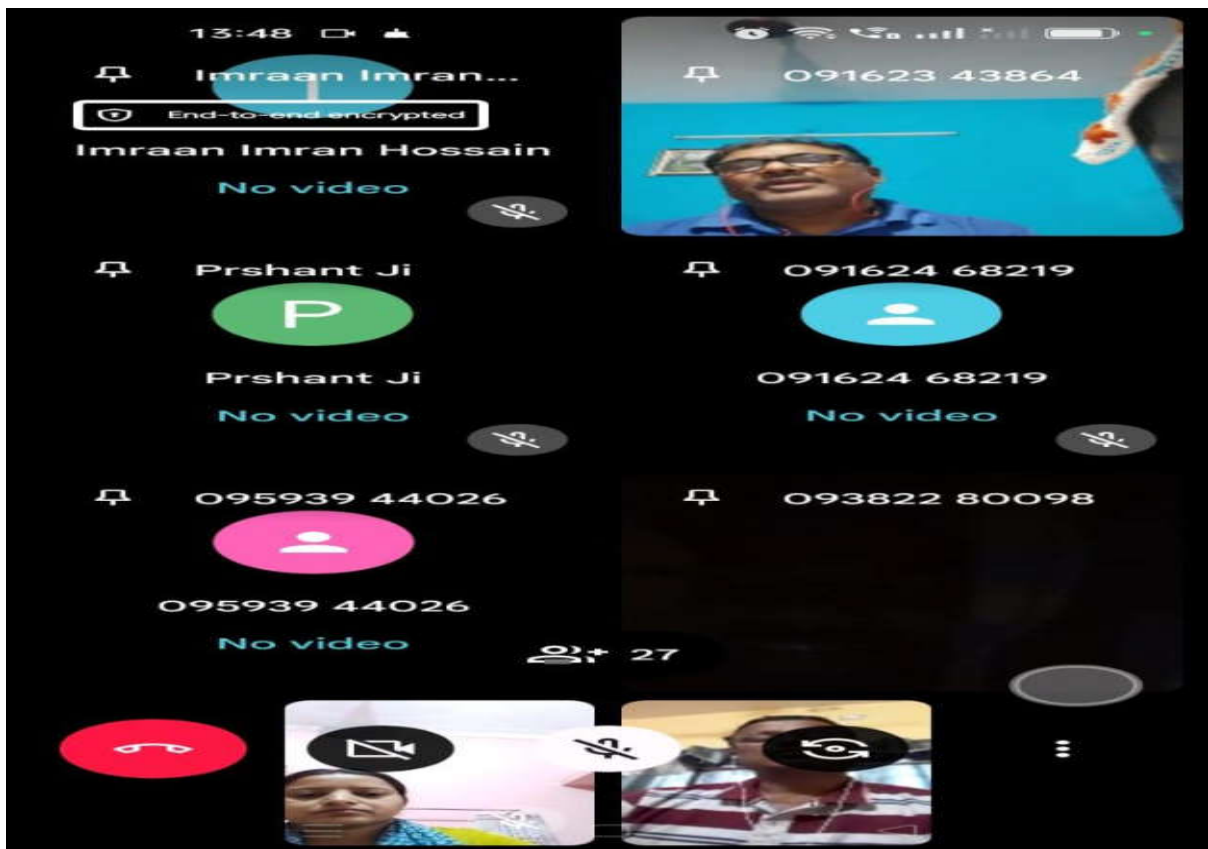 13:48
Imraan Imran...
091623 43864
End-to-end encrypted
Imraan Imran Hossain
No video
Prshant Ji
091624 68219
P
Prshant Ji
091624 68219
No video
No video
095939 44026
093822 80098
095939 44026
No video
27